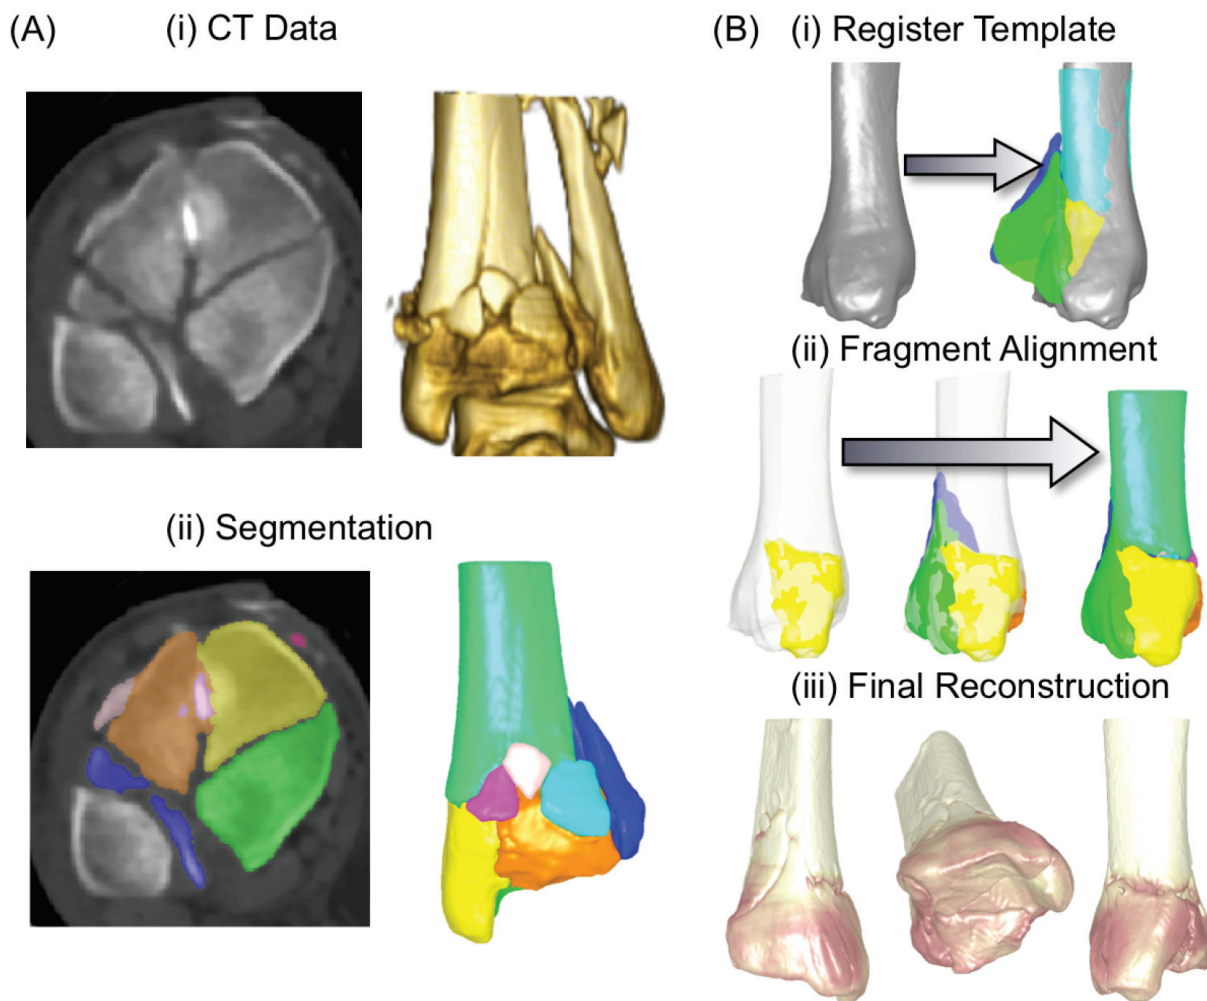 (A) (i) CT Data
(ii) Segmentation
(B) (i) Register Template
(ii) Fragment Alignment
(iii) Final Reconstruction